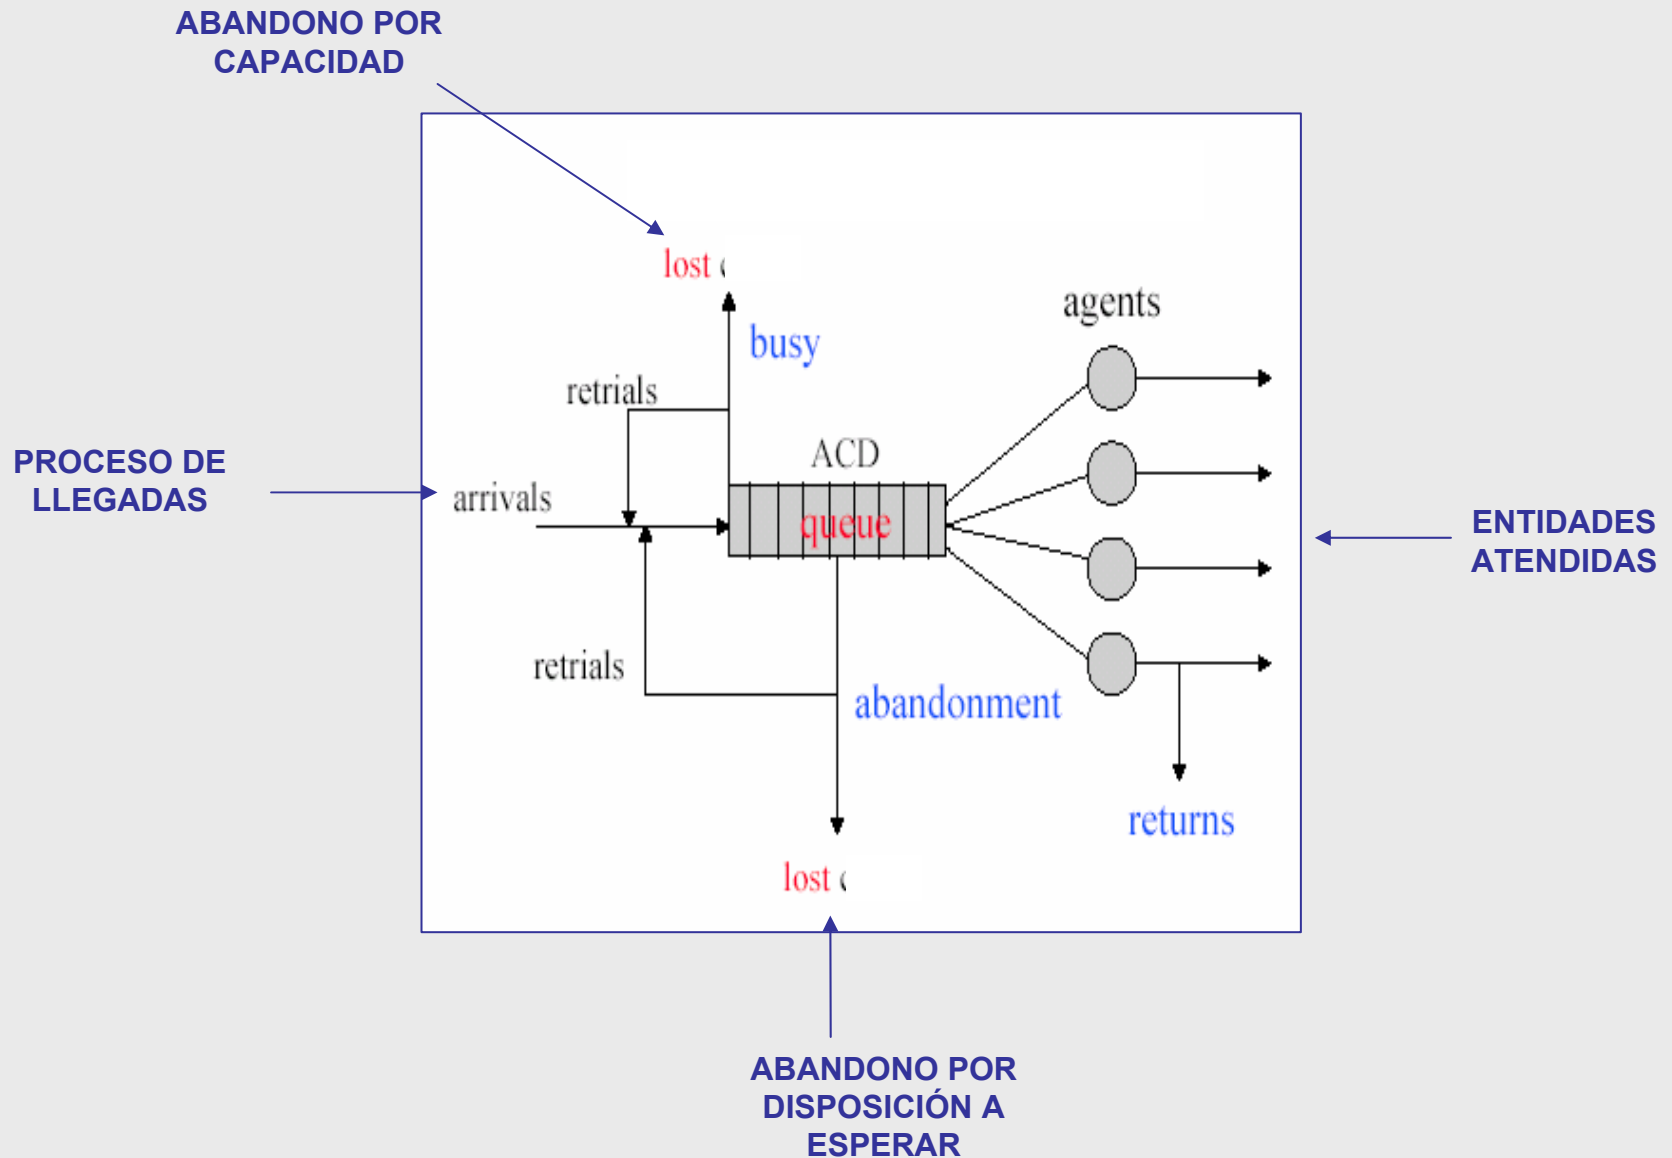 ABANDONO POR
CAPACIDAD
lost
agents
busy
retrials
ACD
PROCESO DE
LLEGADAS
arrivals
queue
ENTIDADES
ATENDIDAS
retrials
abandonment
returns
lost
ABANDONO POR
DISPOSICIÓN A
ESPERAR